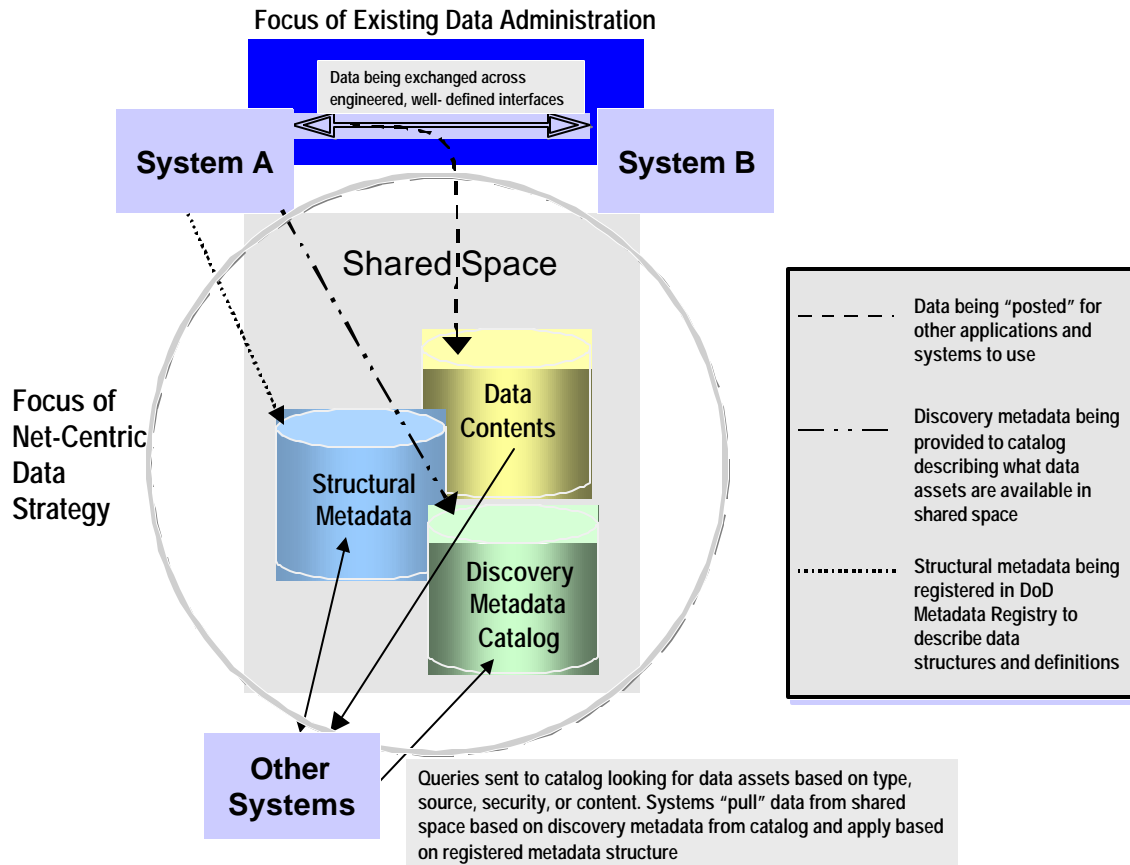 Focus of Existing Data Administration
Data being exchanged across
engineered, well- defined interfaces
System A
System B
Shared Space
Data
Contents
Structural
Metadata
Discovery
Metadata
Catalog
Focus of
Net-Centric
Data
Strategy
Other
Systems
Data being “posted” for
other applications and
systems to use
Discovery metadata being
provided to catalog
describing what data
assets are available in
shared space
Structural metadata being
registered in DoD
Metadata Registry to
describe data
structures and definitions
Queries sent to catalog looking for data assets based on type,
source, security, or content. Systems “pull” data from shared
space based on discovery metadata from catalog and apply based
on registered metadata structure